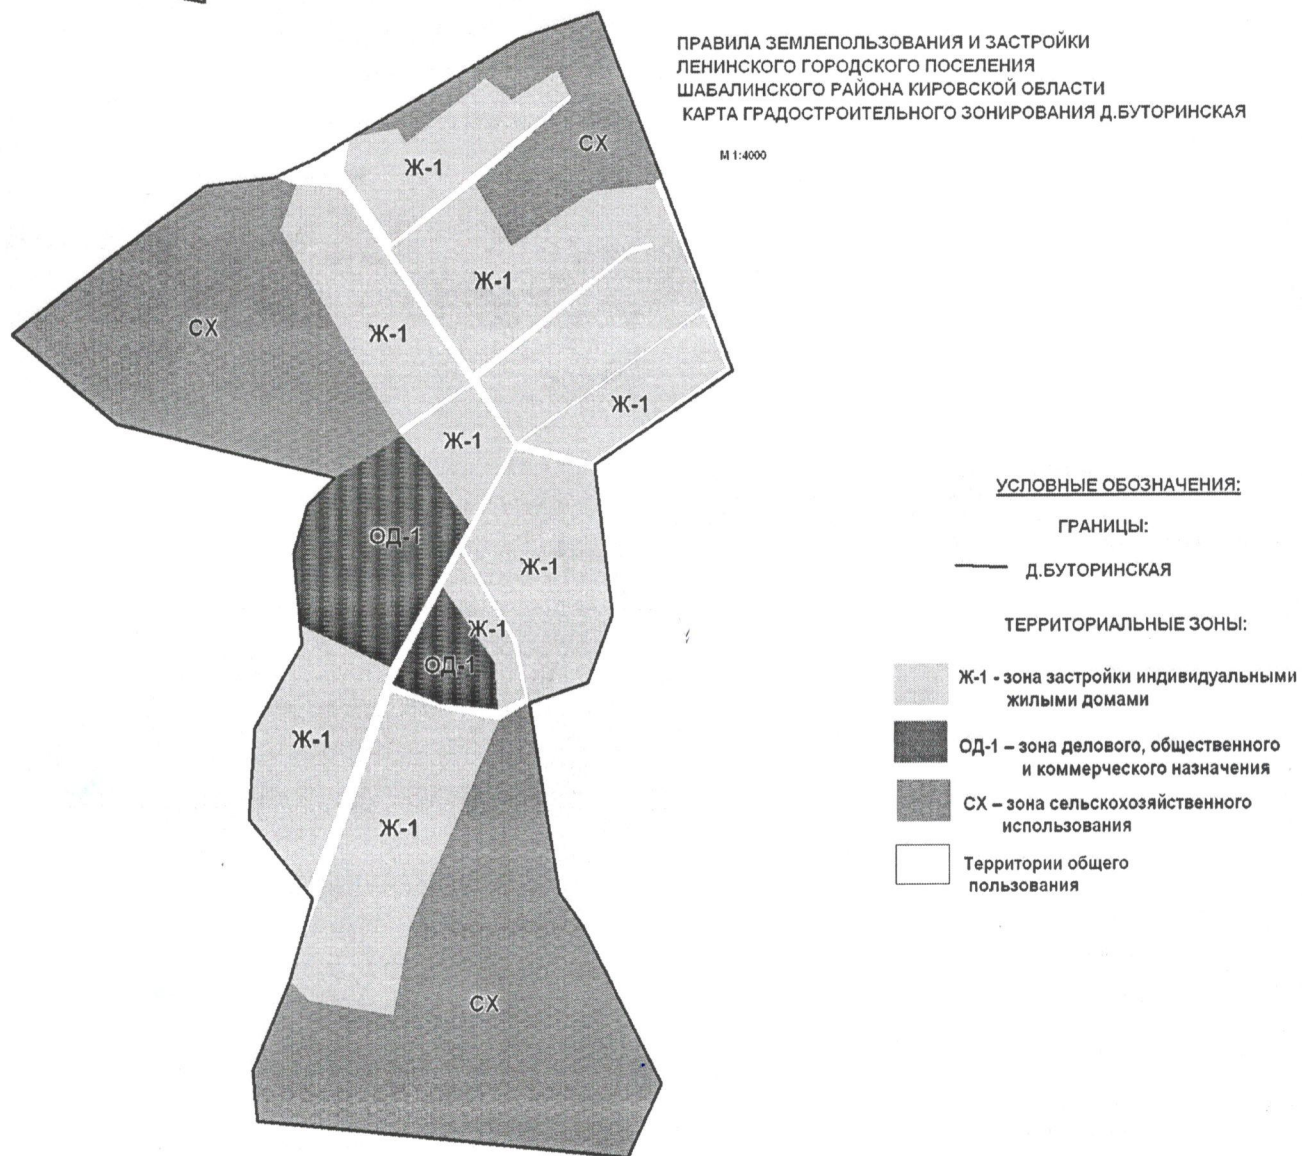 ПРАВИЛА ЗЕМЛЕПОЛЬЗОВАНИЯ И ЗАСТРОЙКИ
ЛЕНИНСКОГО ГОРОДСКОГО ПОСЕЛЕНИЯ
ШАБАЛИНСКОГО РАЙОНА КИРОВСКОЙ ОБЛАСТИ
КАРТА ГРАДОСТРОИТЕЛЬНОГО ЗОНИРОВАНИЯ Д.БУТОРИНСКАЯ
М 1:4000
СХ
Ж-1
Ж-1
СХ
Ж-1
Ж-1
Ж-1
ОД-1
Ж-1
Ж-1
ОД-1
Ж-1
Ж-1
СХ
УСЛОВНЫЕ ОБОЗНАЧЕНИЯ:
ГРАНИЦЫ:
Д.БУТОРИНСКАЯ
ТЕРРИТОРИАЛЬНЫЕ ЗОНЫ:
Ж-1 - зона застройки индивидуальными
жилыми домами
ОД-1 – зона делового, общественного
и коммерческого назначения
СХ – зона сельскохозяйственного
использования
Территории общего
пользования